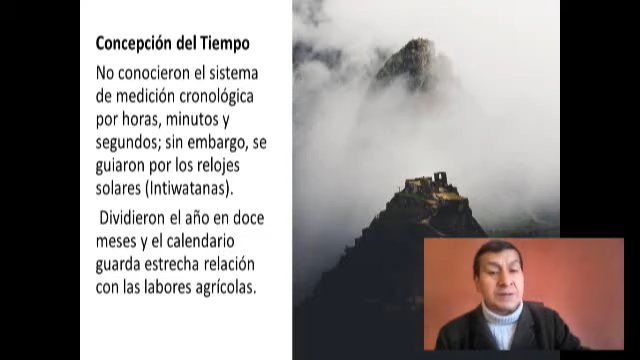 Concepción del Tiempo
No conocieron el sistema
de medición cronológica
por horas, minutos y
segundos; sin embargo, se
guiaron por los relojes
solares (Intiwatanas).
Dividieron el año en doce
meses y el calendario
guarda estrecha relación
con las labores agrícolas.